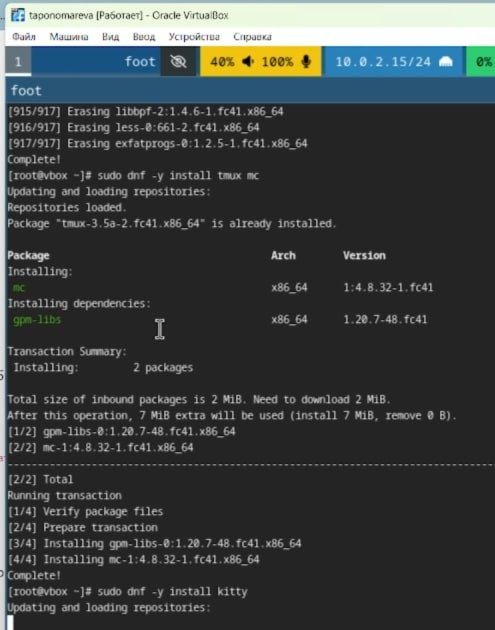 taponomareva [Работает] - Oracle VirtualBox
Файл Машина Вид Ввод Устройства Справка
1 foot 40% 100% 10.0.2.15/24 0%
foot
[915/917] Erasing libbpf-2:1.4.6-1.fc41.x86_64
[916/917] Erasing less-0:661-2.fc41.x86_64
[917/917] Erasing exfatprogs-0:1.2.5-1.fc41.x86_64
Complete!
[root@vbox ~]# sudo dnf -y install tmux mc
Updating and loading repositories:
Repositories loaded.
Package "tmux-3.5a-2.fc41.x86_64" is already installed.
Package Arch Version
Installing:
mc x86_64 1:4.8.32-1.fc41
Installing dependencies:
gpm-libs x86_64 1.20.7-48.fc41
Transaction Summary:
Installing: 2 packages
Total size of inbound packages is 2 MiB. Need to download 2 MiB.
After this operation, 7 MiB extra will be used (install 7 MiB, remove 0 B).
[1/2] gpm-libs-0:1.20.7-48.fc41.x86_64
[2/2] mc-1:4.8.32-1.fc41.x86_64
--------------------------------------------------------------------------------
[2/2] Total
Running transaction
[1/4] Verify package files
[2/4] Prepare transaction
[3/4] Installing gpm-libs-0:1.20.7-48.fc41.x86_64
[4/4] Installing mc-1:4.8.32-1.fc41.x86_64
Complete!
[root@vbox ~]# sudo dnf -y install kitty
Updating and loading repositories: